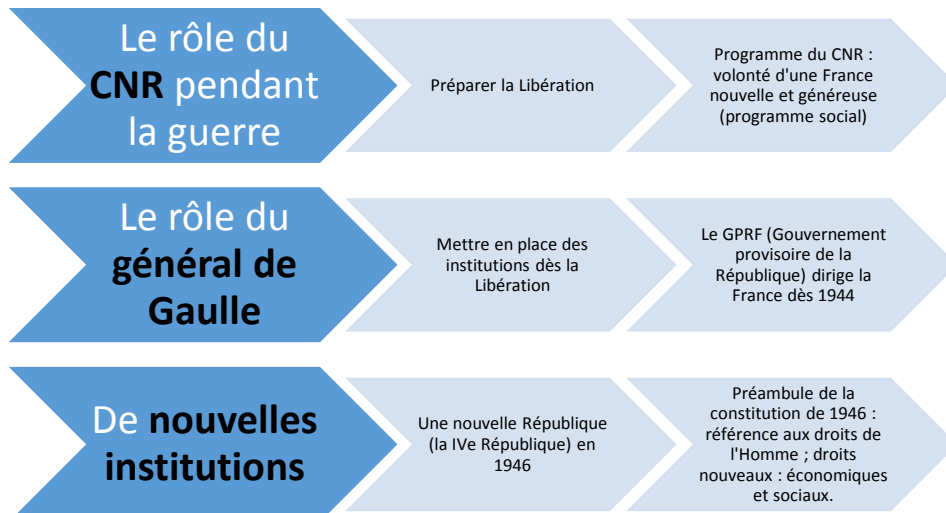 Le rôle du
CNR pendant
la guerre
Préparer la Libération
Programme du CNR :
volonté d'une France
nouvelle et généreuse
(programme social)
Le rôle du
général de
Gaulle
Mettre en place des
institutions dès la
Libération
Le GPRF (Gouvernement
provisoire de la
République) dirige la
France dès 1944
De nouvelles
institutions
Une nouvelle République
(la IVe République) en
1946
Préambule de la
constitution de 1946 :
référence aux droits de
l'Homme ; droits
nouveaux : économiques
et sociaux.